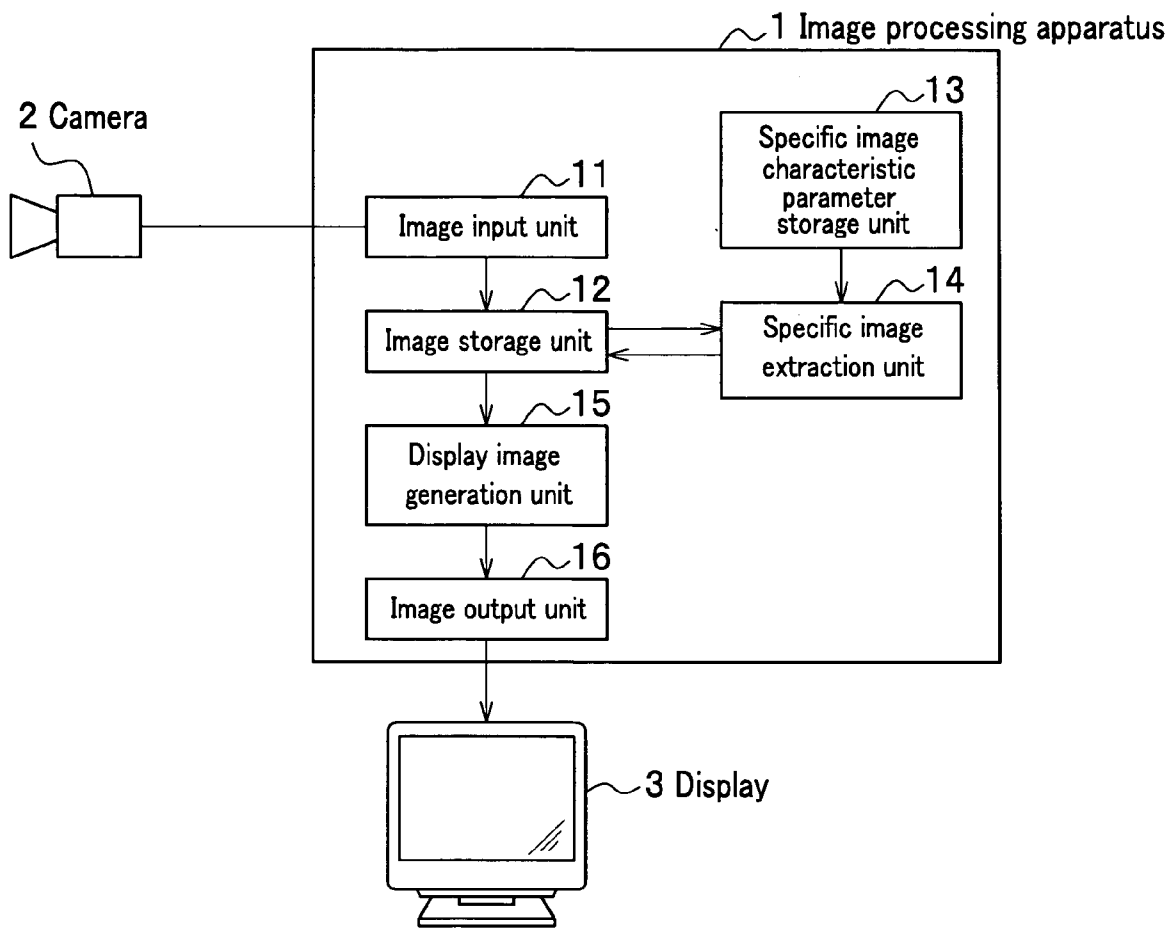 1 Image processing apparatus
2 Camera
13
Specific image
characteristic
parameter
storage unit
11
Image input unit
12
Image storage unit
14
Specific image
extraction unit
15
Display image
generation unit
16
Image output unit
3 Display